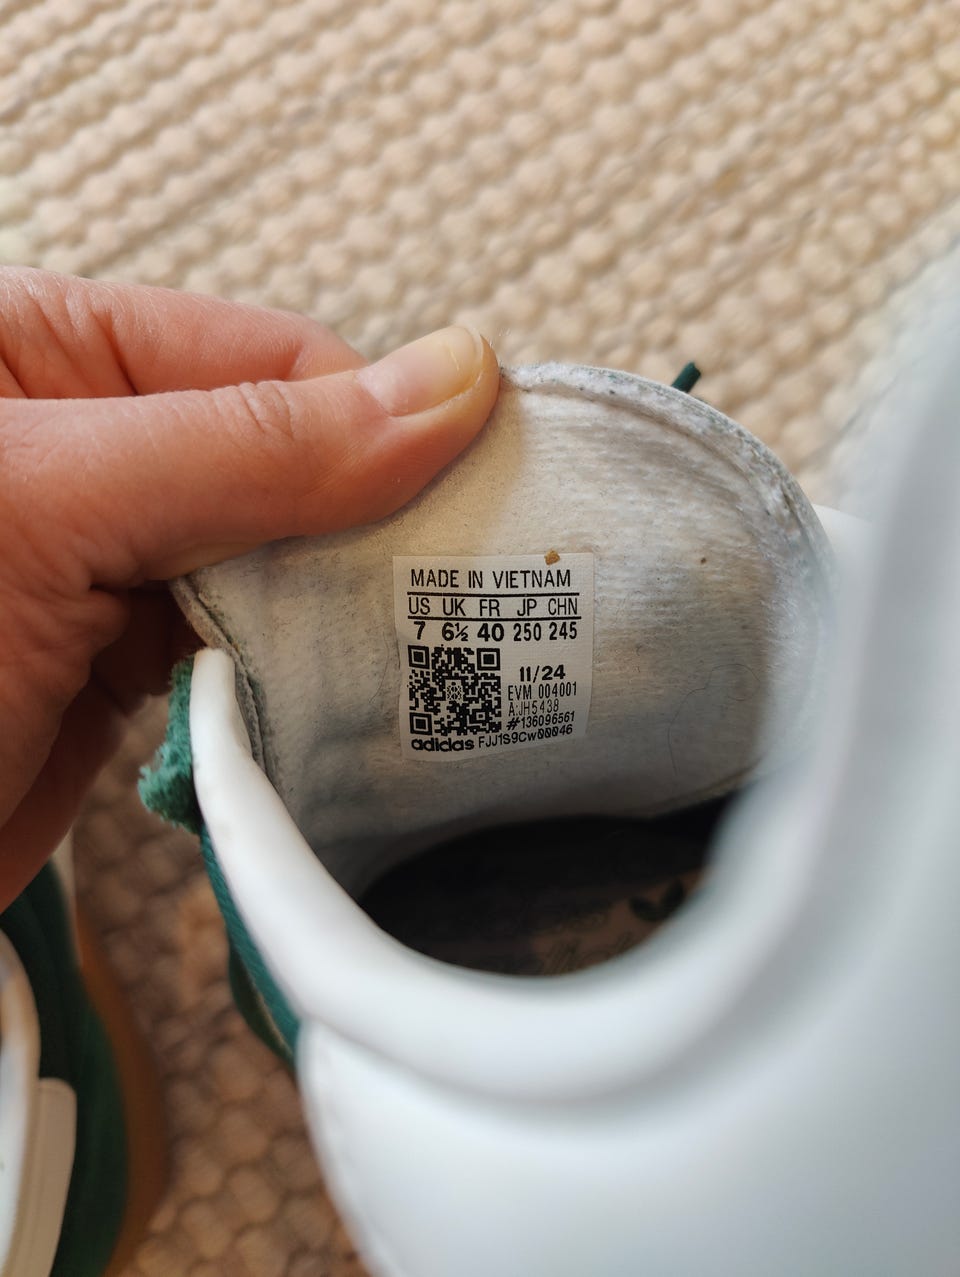 MADE IN VIETNAM
US UK FR JP CHN
7 6½ 40 250 245
11/24
EVM 004001
A:JH5438
#136096561
adidas FJJ1S9Cw00046